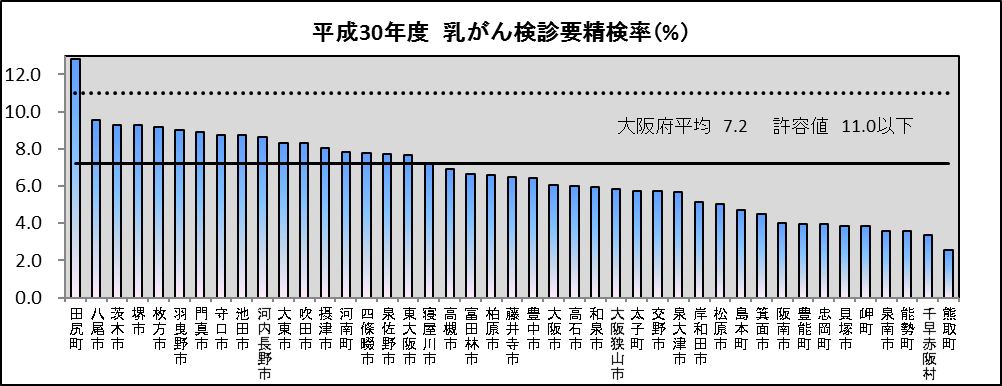 平成30年度 乳がん検診要精検率(%)
12.0
10.0
8.0
6.0
4.0
2.0
0.0
大阪府平均 7.2 許容値 11.0以下
田尻町
八尾市
茨木市
堺市
枚方市
羽曳野市
門真市
守口市
池田市
河内長野市
大東市
吹田市
摂津市
河南町
四條畷市
泉佐野市
東大阪市
寝屋川市
高槻市
富田林市
柏原市
藤井寺市
豊中市
大阪市
高石市
和泉市
大阪狭山市
太子町
交野市
泉大津市
岸和田市
松原市
島本町
箕面市
阪南市
豊能町
忠岡町
貝塚市
岬町
泉南市
能勢町
千早赤阪村
熊取町